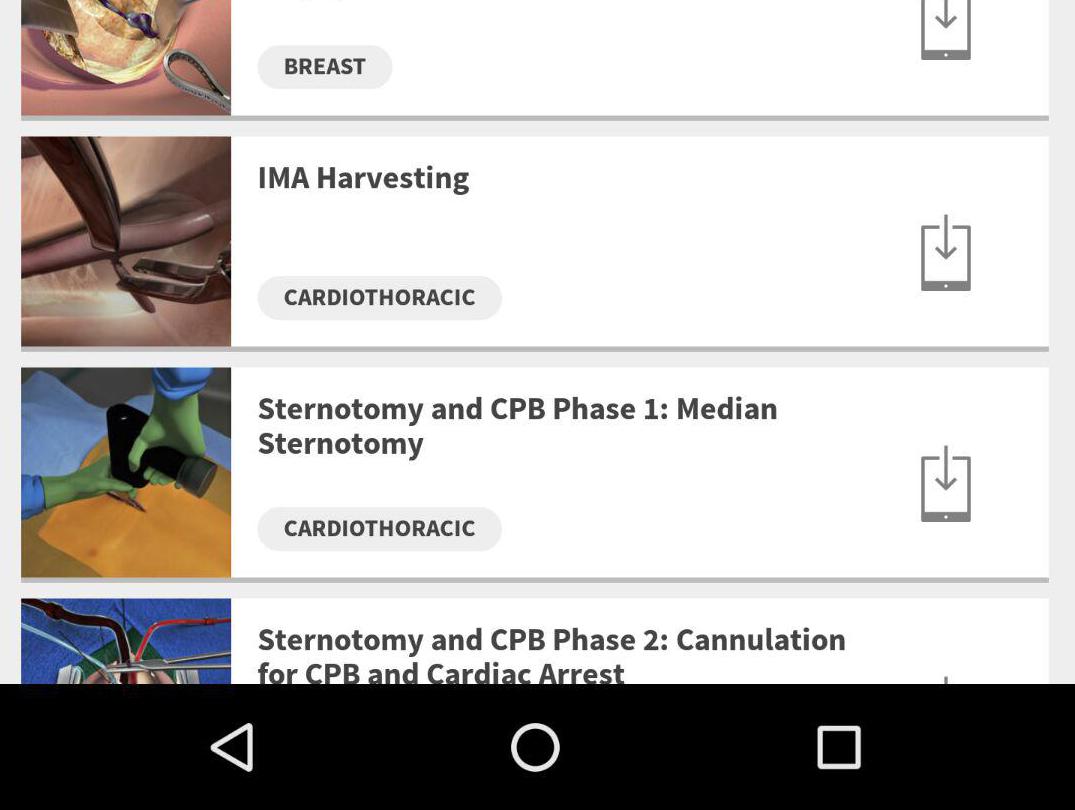 BREAST
IMA Harvesting
CARDIOTHORACIC
Sternotomy and CPB Phase 1: Median
Sternotomy
CARDIOTHORACIC
Sternotomy and CPB Phase 2: Cannulation
for CPB and Cardiac Arrest